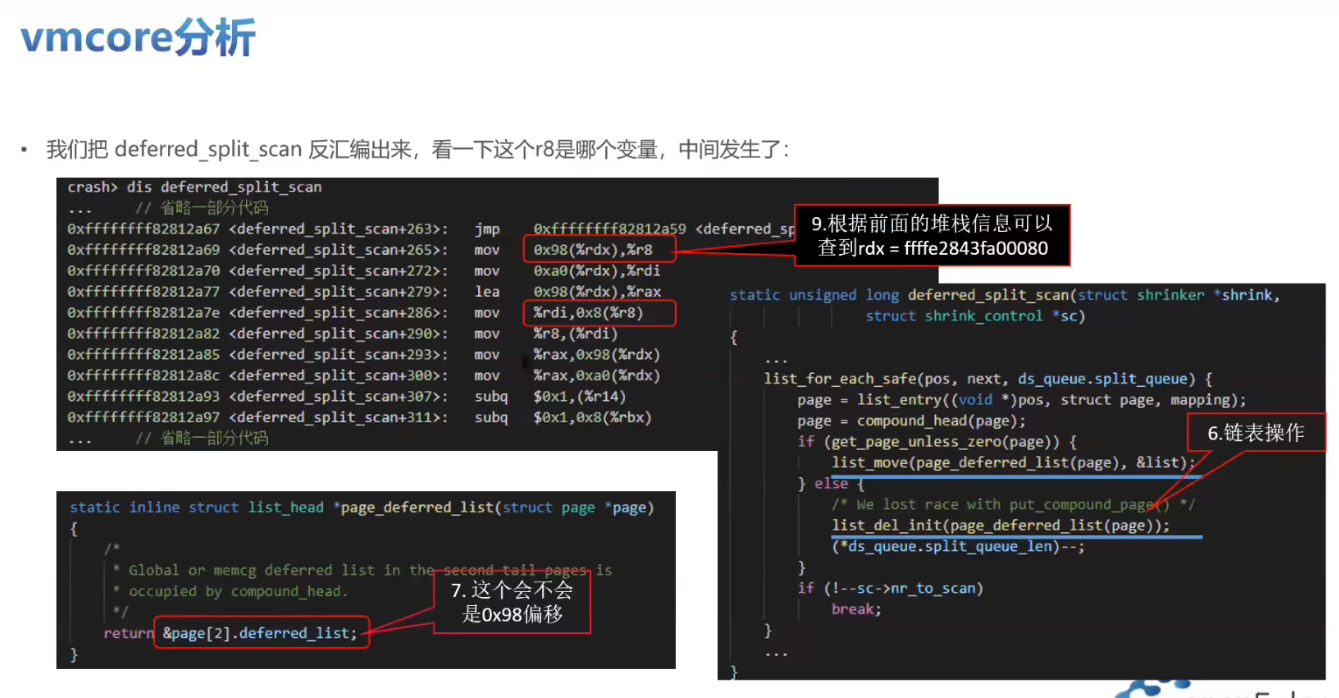 vmcore分析
• 我们把 deferred_split_scan 反汇编出来，看一下这个r8是哪个变量，中间发生了：
crash> dis deferred_split_scan
... // 省略一部分代码
0xffffffff82812a67 <deferred_split_scan+263>: jmp 0xffffffff82812a59 <deferred_sp
0xffffffff82812a69 <deferred_split_scan+265>: mov 0x98(%rdx),%r8
0xffffffff82812a70 <deferred_split_scan+272>: mov 0xa0(%rdx),%rdi
0xffffffff82812a77 <deferred_split_scan+279>: lea 0x98(%rdx),%rax
0xffffffff82812a7e <deferred_split_scan+286>: mov %rdi,0x8(%r8)
0xffffffff82812a82 <deferred_split_scan+290>: mov %r8,(%rdi)
0xffffffff82812a85 <deferred_split_scan+293>: mov %rax,0x98(%rdx)
0xffffffff82812a8c <deferred_split_scan+300>: mov %rax,0xa0(%rdx)
0xffffffff82812a93 <deferred_split_scan+307>: subq $0x1,(%r14)
0xffffffff82812a97 <deferred_split_scan+311>: subq $0x1,0x8(%rbx)
... // 省略一部分代码
9.根据前面的堆栈信息可以
查到rdx = ffffe2843fa00080
static unsigned long deferred_split_scan(struct shrinker *shrink,
struct shrink_control *sc)
{
...
list_for_each_safe(pos, next, ds_queue.split_queue) {
page = list_entry((void *)pos, struct page, mapping);
page = compound_head(page);
if (get_page_unless_zero(page)) {
list_move(page_deferred_list(page), &list);
} else {
/* We lost race with put_compound_page() */
list_del_init(page_deferred_list(page));
(*ds_queue.split_queue_len)--;
}
if (!--sc->nr_to_scan)
break;
}
...
}
6.链表操作
static inline struct list_head *page_deferred_list(struct page *page)
{
/*
* Global or memcg deferred list in the second tail pages is
* occupied by compound_head.
*/
return &page[2].deferred_list;
}
7. 这个会不会
是0x98偏移